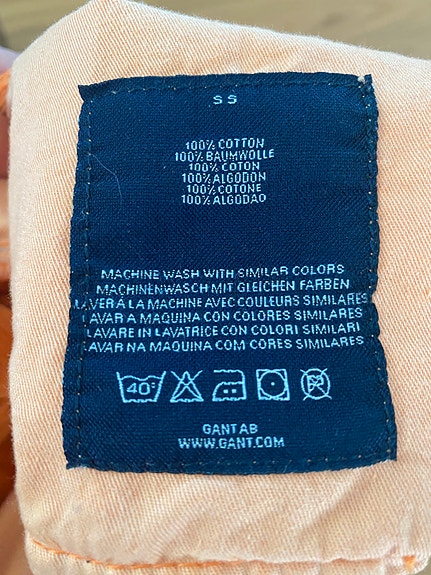 SS
100% COTTON
100% BAUMWOLLE
100% COTON
100% ALGODON
100% COTONE
100% ALGODAO
MACHINE WASH WITH SIMILAR COLORS
MACHINENWASCH MIT GLEICHEN FARBEN
LAVER À LA MACHINE AVEC COULEURS SIMILARES
LAVAR A MAQUINA CON COLORES SIMILARES
LAVARE IN LAVATRICE CON COLORI SIMILARI
LAVAR NA MAQUINA COM CORES SIMILARES
40°
GANT AB
WWW.GANT.COM